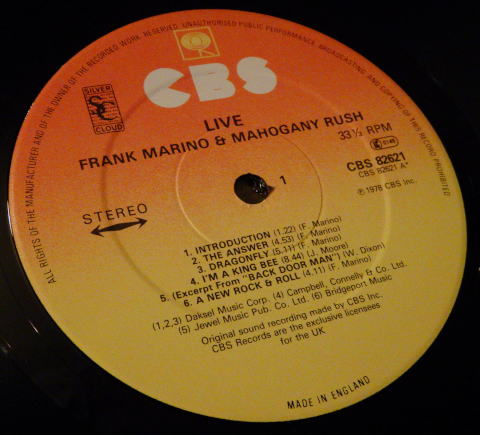 ALL RIGHTS OF THE MANUFACTURER AND OF THE OWNER OF THE RECORDED WORK RESERVED. UNAUTHORISED PUBLIC PERFORMANCE, BROADCASTING AND COPYING OF THIS RECORD PROHIBITED
CBS
SILVER
CLOUD
LIVE
FRANK MARINO & MAHOGANY RUSH
33⅓ RPM
CBS 82621
CBS 82621 A
℗ 1978 CBS Inc.
1
STEREO
1. INTRODUCTION (1.22) (F. Marino)
2. THE ANSWER (4.53) (F. Marino)
3. DRAGONFLY (5.11) (F. Marino)
4. I'M A KING BEE (8.44) (J. Moore)
5. (Excerpt From "BACK DOOR MAN") (W. Dixon)
6. A NEW ROCK & ROLL (4.11) (F. Marino)
(1,2,3) Daksel Music Corp. (4) Campbell, Connelly & Co. Ltd.
(5) Jewel Music Pub. Co. Ltd. (6) Bridgeport Music
Original sound recording made by CBS Inc.
CBS Records are the exclusive licensees
for the UK
MADE IN ENGLAND